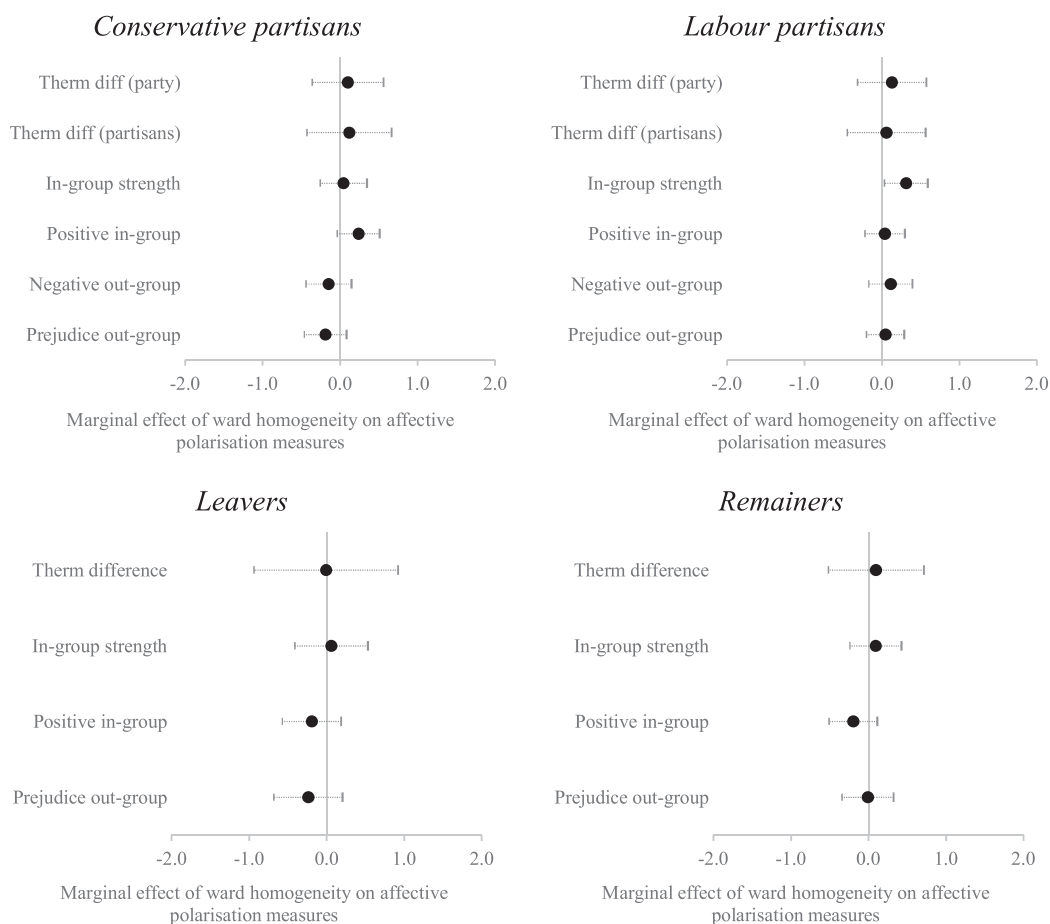 Conservative partisans
Therm diff (party)
Therm diff (partisans)
In-group strength
Positive in-group
Negative out-group
Prejudice out-group
-2.0 -1.0 0.0 1.0 2.0
Marginal effect of ward homogeneity on affective
polarisation measures
Labour partisans
Therm diff (party)
Therm diff (partisans)
In-group strength
Positive in-group
Negative out-group
Prejudice out-group
-2.0 -1.0 0.0 1.0 2.0
Marginal effect of ward homogeneity on affective
polarisation measures
Leavers
Therm difference
In-group strength
Positive in-group
Prejudice out-group
-2.0 -1.0 0.0 1.0 2.0
Marginal effect of ward homogeneity on affective
polarisation measures
Remainers
Therm difference
In-group strength
Positive in-group
Prejudice out-group
-2.0 -1.0 0.0 1.0 2.0
Marginal effect of ward homogeneity on affective
polarisation measures